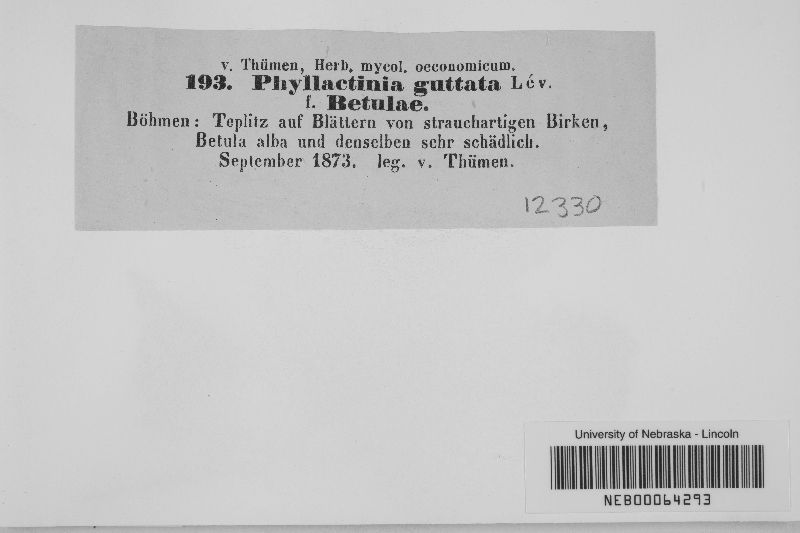 v. Thümen, Herb. mycol. oeconomicum.
193. Phyllactinia guttata Lév.
f. Betulae.
Böhmen: Teplitz auf Blättern von strauchartigen Birken,
Betula alba und denselben sehr schädlich.
September 1873. leg. v. Thümen.
12330
University of Nebraska - Lincoln
NEB00064293